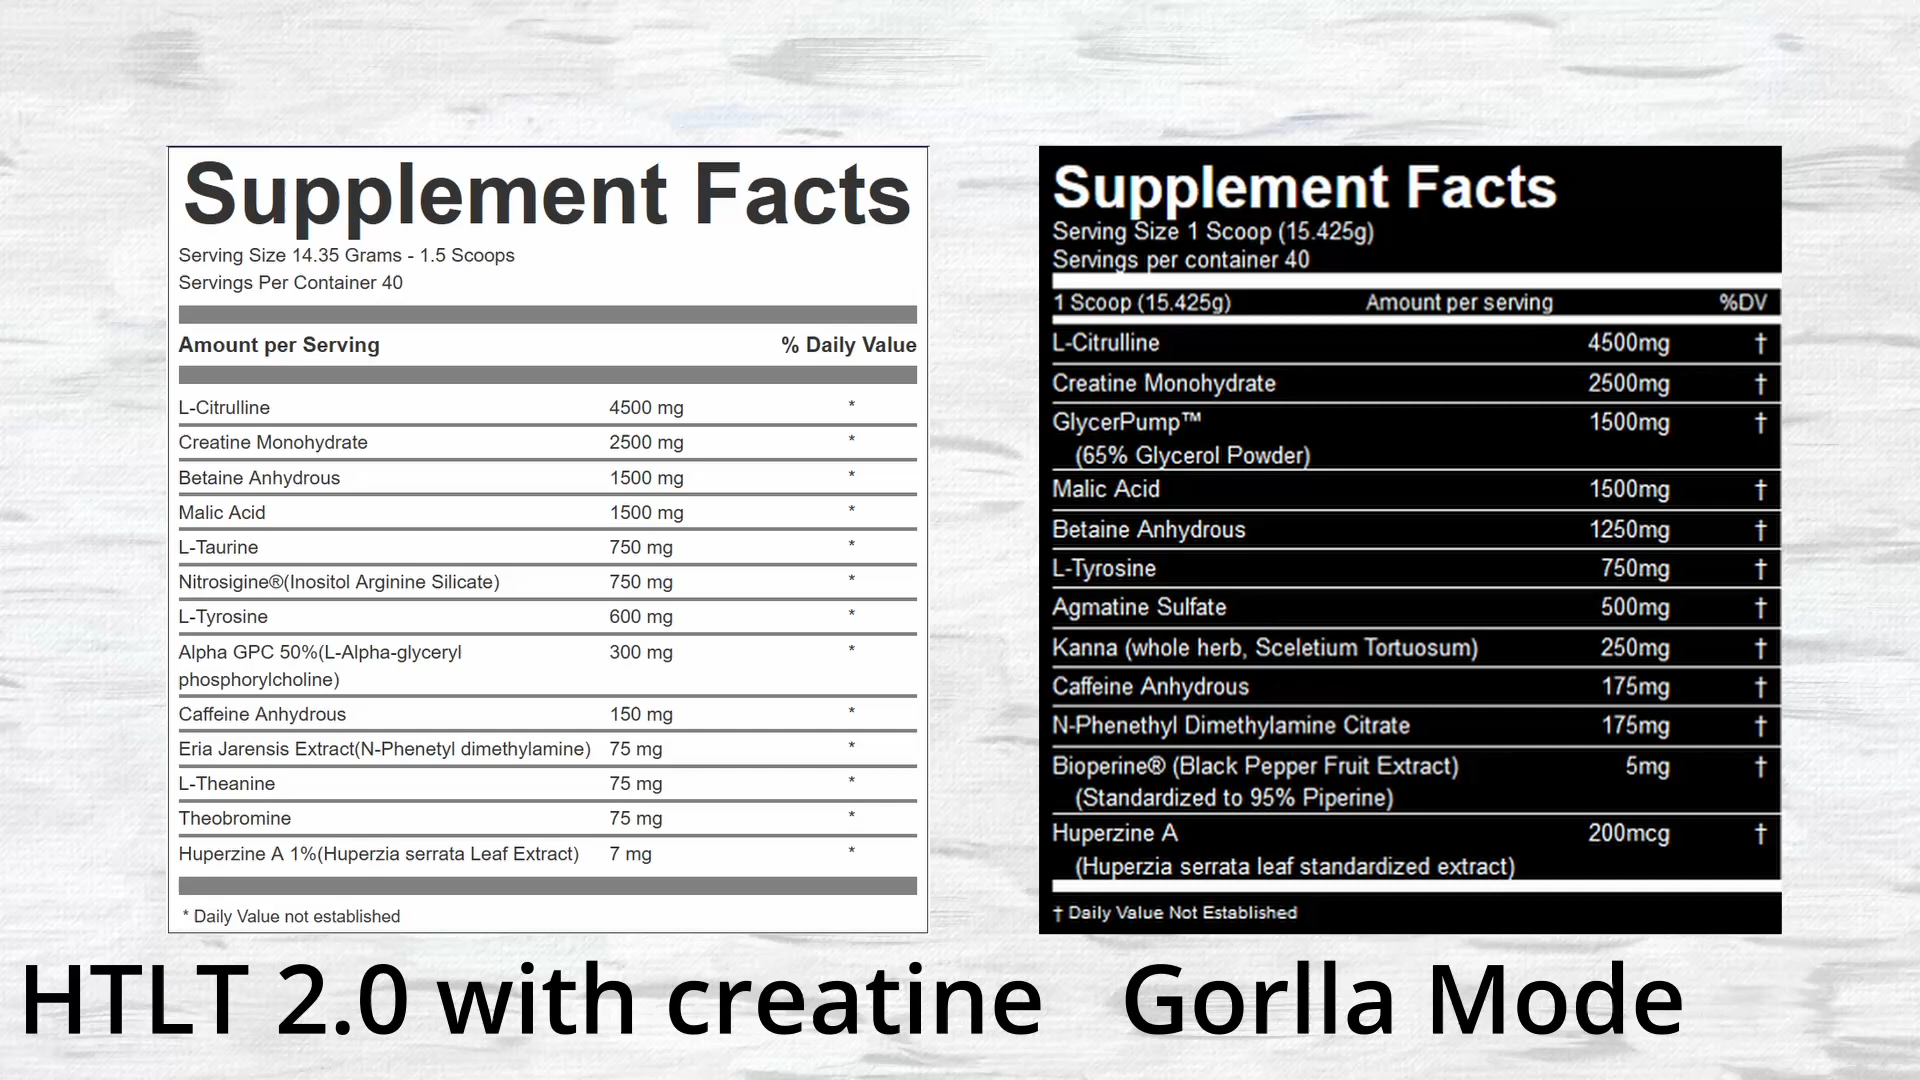 Supplement Facts
Serving Size 14.35 Grams - 1.5 Scoops
Servings Per Container 40
Amount per Serving % Daily Value
L-Citrulline 4500 mg *
Creatine Monohydrate 2500 mg *
Betaine Anhydrous 1500 mg *
Malic Acid 1500 mg *
L-Taurine 750 mg *
Nitrosigine®(Inositol Arginine Silicate) 750 mg *
L-Tyrosine 600 mg *
Alpha GPC 50%(L-Alpha-glyceryl 300 mg *
phosphorylcholine)
Caffeine Anhydrous 150 mg *
Eria Jarensis Extract(N-Phenetyl dimethylamine) 75 mg *
L-Theanine 75 mg *
Theobromine 75 mg *
Huperzine A 1%(Huperzia serrata Leaf Extract) 7 mg *
* Daily Value not established
HTLT 2.0 with creatine
Supplement Facts
Serving Size 1 Scoop (15.425g)
Servings per container 40
1 Scoop (15.425g) Amount per serving %DV
L-Citrulline 4500mg †
Creatine Monohydrate 2500mg †
GlycerPump™ 1500mg †
(65% Glycerol Powder)
Malic Acid 1500mg †
Betaine Anhydrous 1250mg †
L-Tyrosine 750mg †
Agmatine Sulfate 500mg †
Kanna (whole herb, Sceletium Tortuosum) 250mg †
Caffeine Anhydrous 175mg †
N-Phenethyl Dimethylamine Citrate 175mg †
Bioperine® (Black Pepper Fruit Extract) 5mg †
(Standardized to 95% Piperine)
Huperzine A 200mcg †
(Huperzia serrata leaf standardized extract)
† Daily Value Not Established
Gorlla Mode